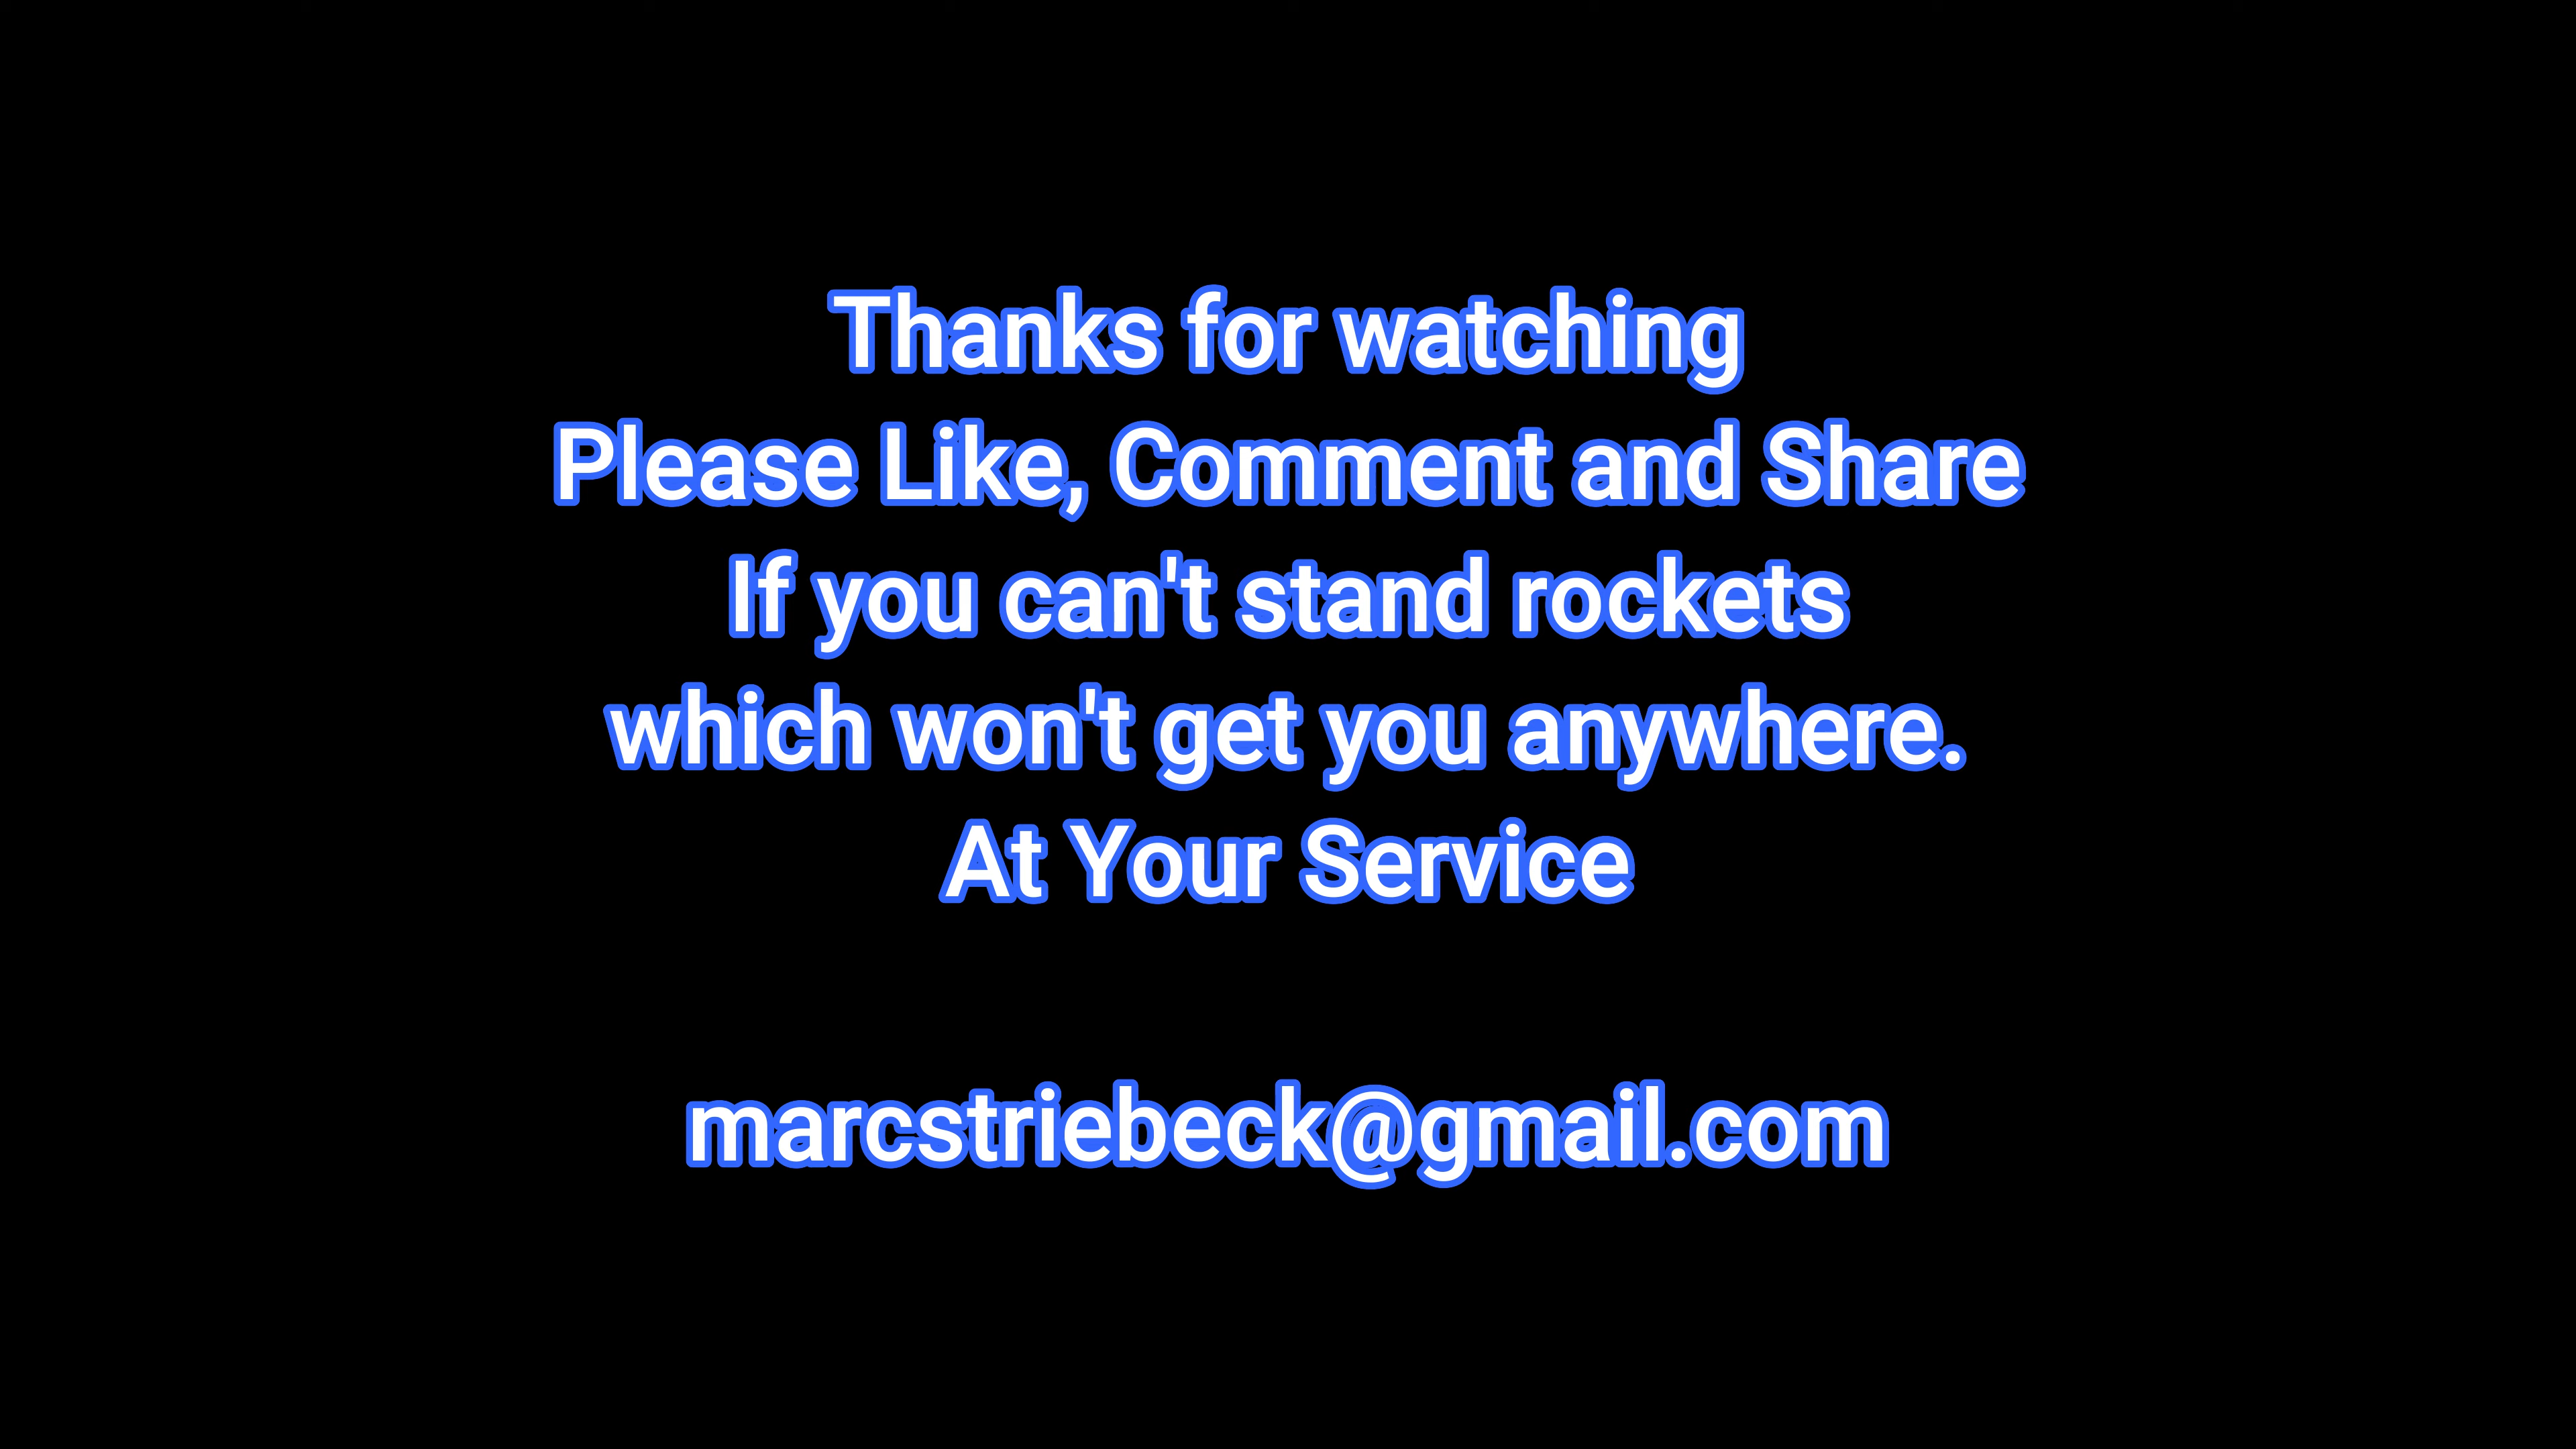 Thanks for watching
Please Like, Comment and Share
If you can't stand rockets
which won't get you anywhere.
At Your Service
marcstriebeck@gmail.com